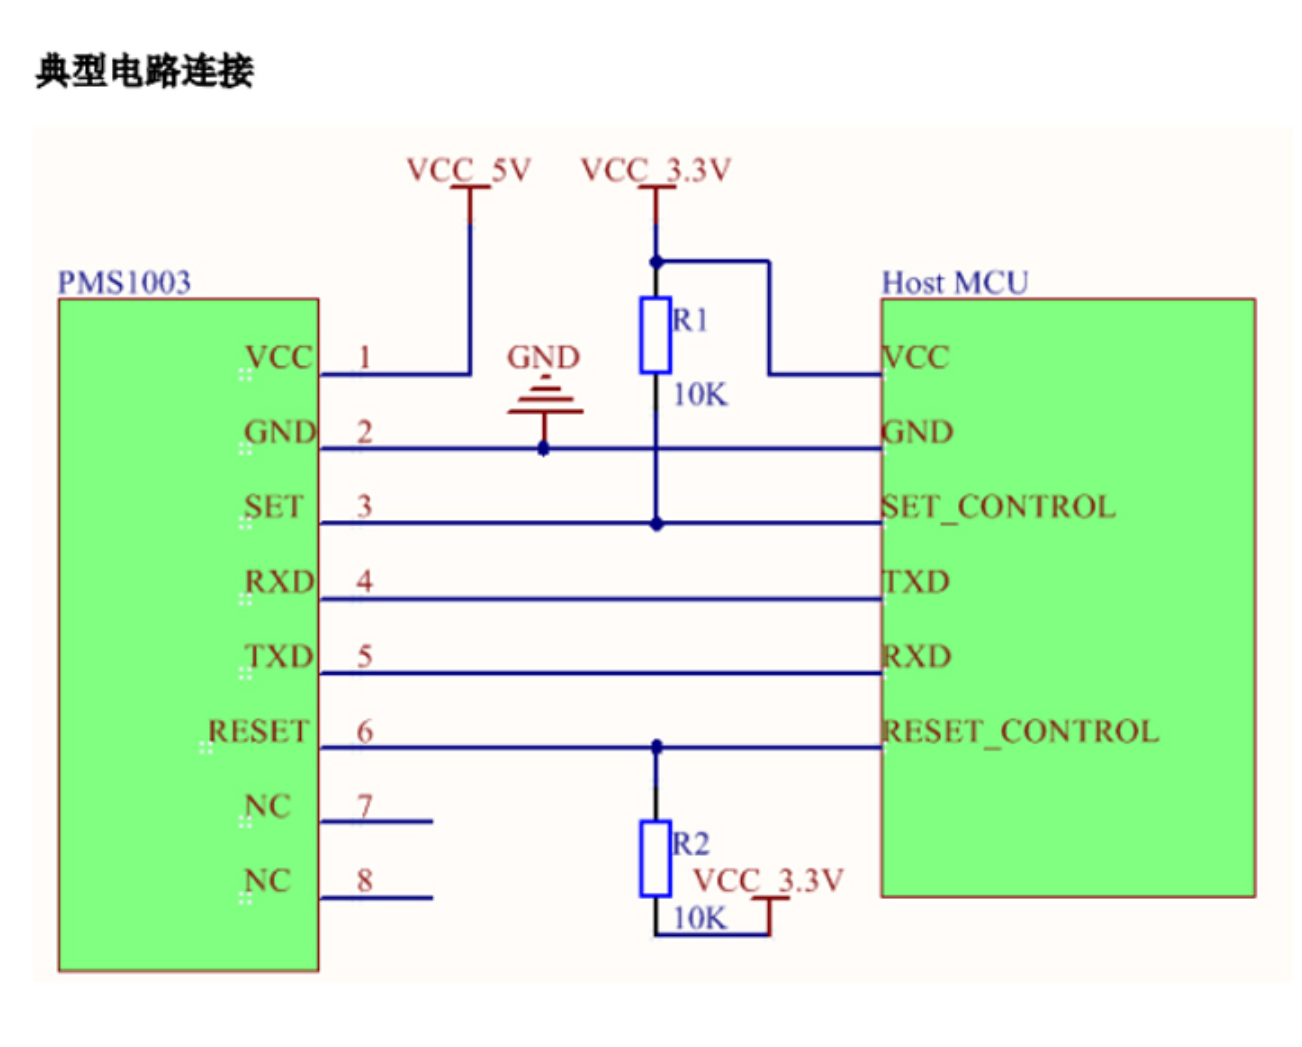 典型电路连接
VCC_5V
VCC_3.3V
PMS1003
Host MCU
R1
10K
GND
VCC 1
GND 2
SET 3
RXD 4
TXD 5
RESET 6
NC 7
NC 8
VCC
GND
SET_CONTROL
TXD
RXD
RESET_CONTROL
R2
VCC_3.3V
10K